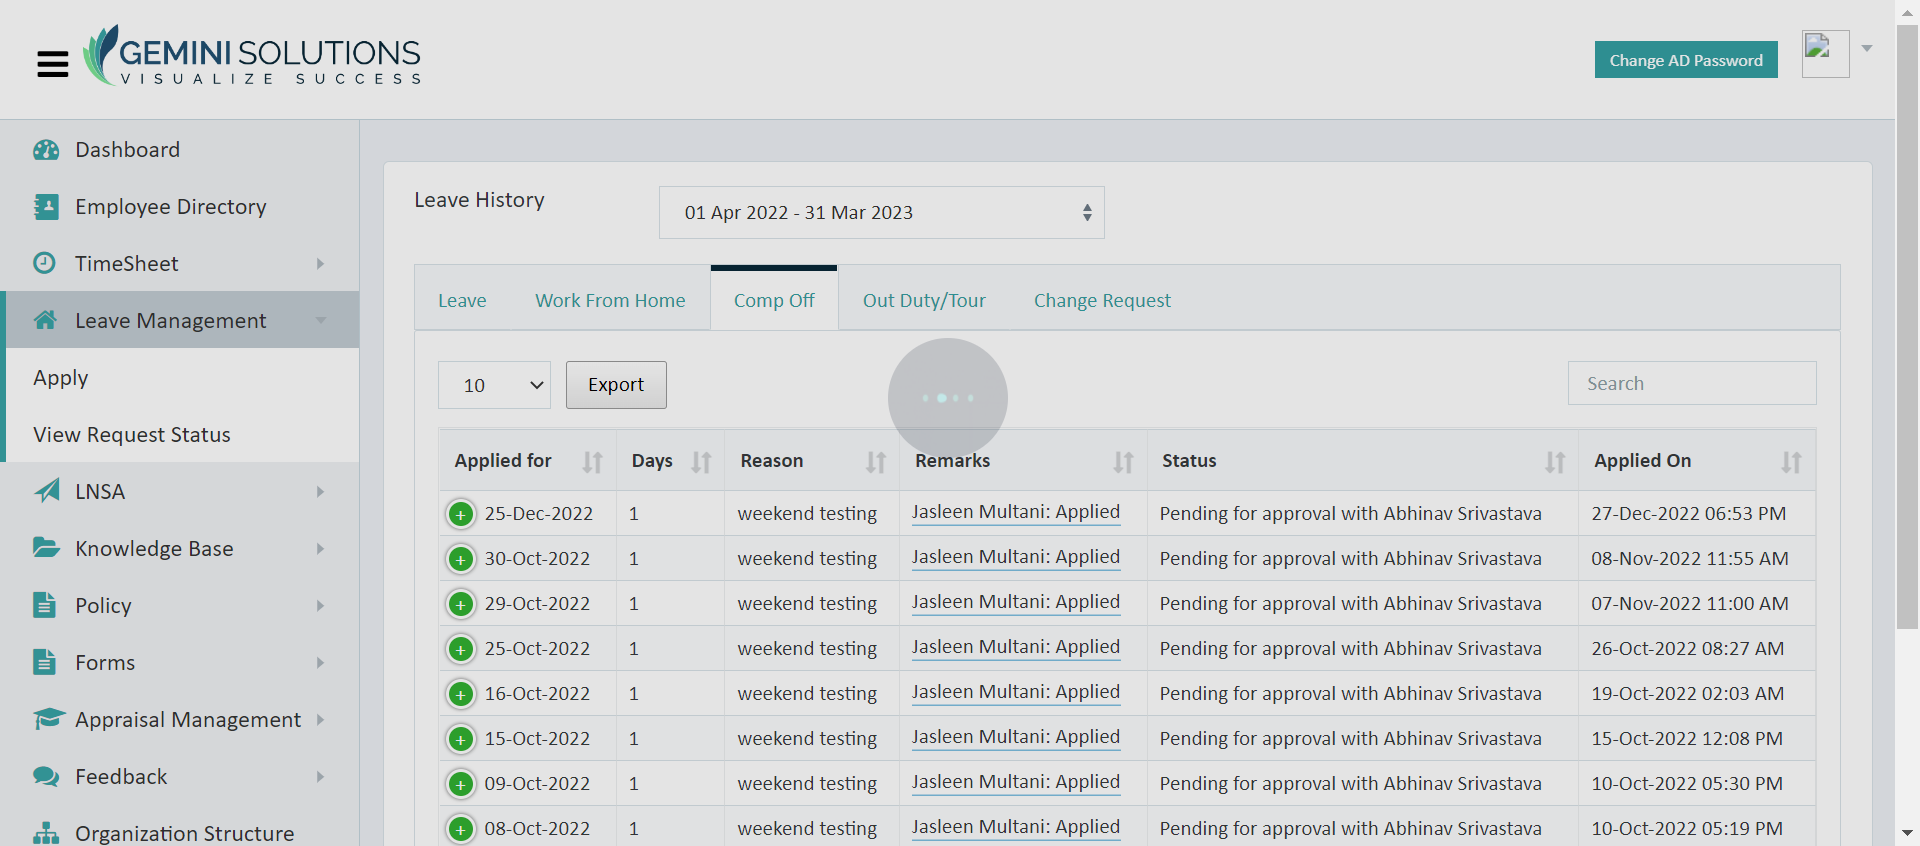 GEMINI SOLUTIONS
VISUALIZE SUCCESS
Change AD Password
Dashboard
Employee Directory
TimeSheet
Leave Management
Apply
View Request Status
LNSA
Knowledge Base
Policy
Forms
Appraisal Management
Feedback
Organization Structure
Leave History
01 Apr 2022 - 31 Mar 2023
Leave Work From Home Comp Off Out Duty/Tour Change Request
10 Export Search
Applied for Days Reason Remarks Status Applied On
25-Dec-2022 1 weekend testing Jasleen Multani: Applied Pending for approval with Abhinav Srivastava 27-Dec-2022 06:53 PM
30-Oct-2022 1 weekend testing Jasleen Multani: Applied Pending for approval with Abhinav Srivastava 08-Nov-2022 11:55 AM
29-Oct-2022 1 weekend testing Jasleen Multani: Applied Pending for approval with Abhinav Srivastava 07-Nov-2022 11:00 AM
25-Oct-2022 1 weekend testing Jasleen Multani: Applied Pending for approval with Abhinav Srivastava 26-Oct-2022 08:27 AM
16-Oct-2022 1 weekend testing Jasleen Multani: Applied Pending for approval with Abhinav Srivastava 19-Oct-2022 02:03 AM
15-Oct-2022 1 weekend testing Jasleen Multani: Applied Pending for approval with Abhinav Srivastava 15-Oct-2022 12:08 PM
09-Oct-2022 1 weekend testing Jasleen Multani: Applied Pending for approval with Abhinav Srivastava 10-Oct-2022 05:30 PM
08-Oct-2022 1 weekend testing Jasleen Multani: Applied Pending for approval with Abhinav Srivastava 10-Oct-2022 05:19 PM